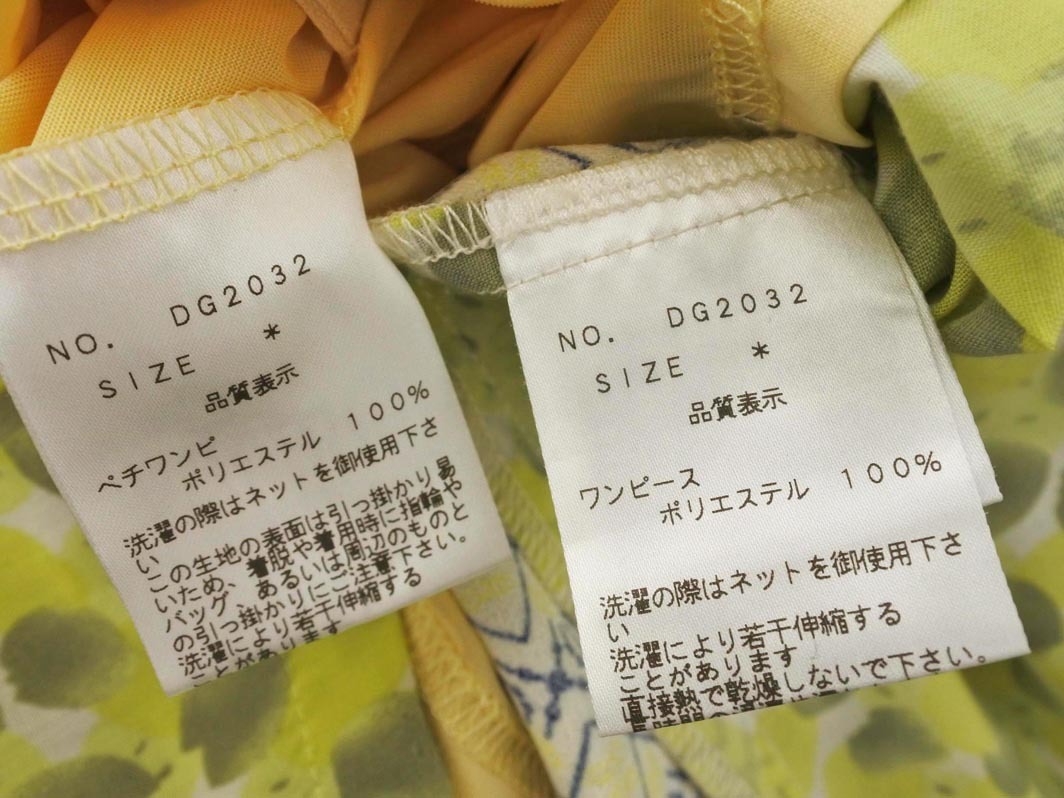 NO. DG2032
SIZE *
品質表示
ペチワンピ
ポリエステル 100%
洗濯の際はネットを御使用下さ
い
この生地の表面は引っ掛かり易
いため、着脱や着用時に指輪や
バッグ、あるいは周辺のものと
の引っ掛かりにご注意下さい。
洗濯により若干伸縮する
ことがあります
NO. DG2032
SIZE *
品質表示
ワンピース
ポリエステル 100%
洗濯の際はネットを御使用下さ
い
洗濯により若干伸縮する
ことがあります
直接熱で乾燥しないで下さい。